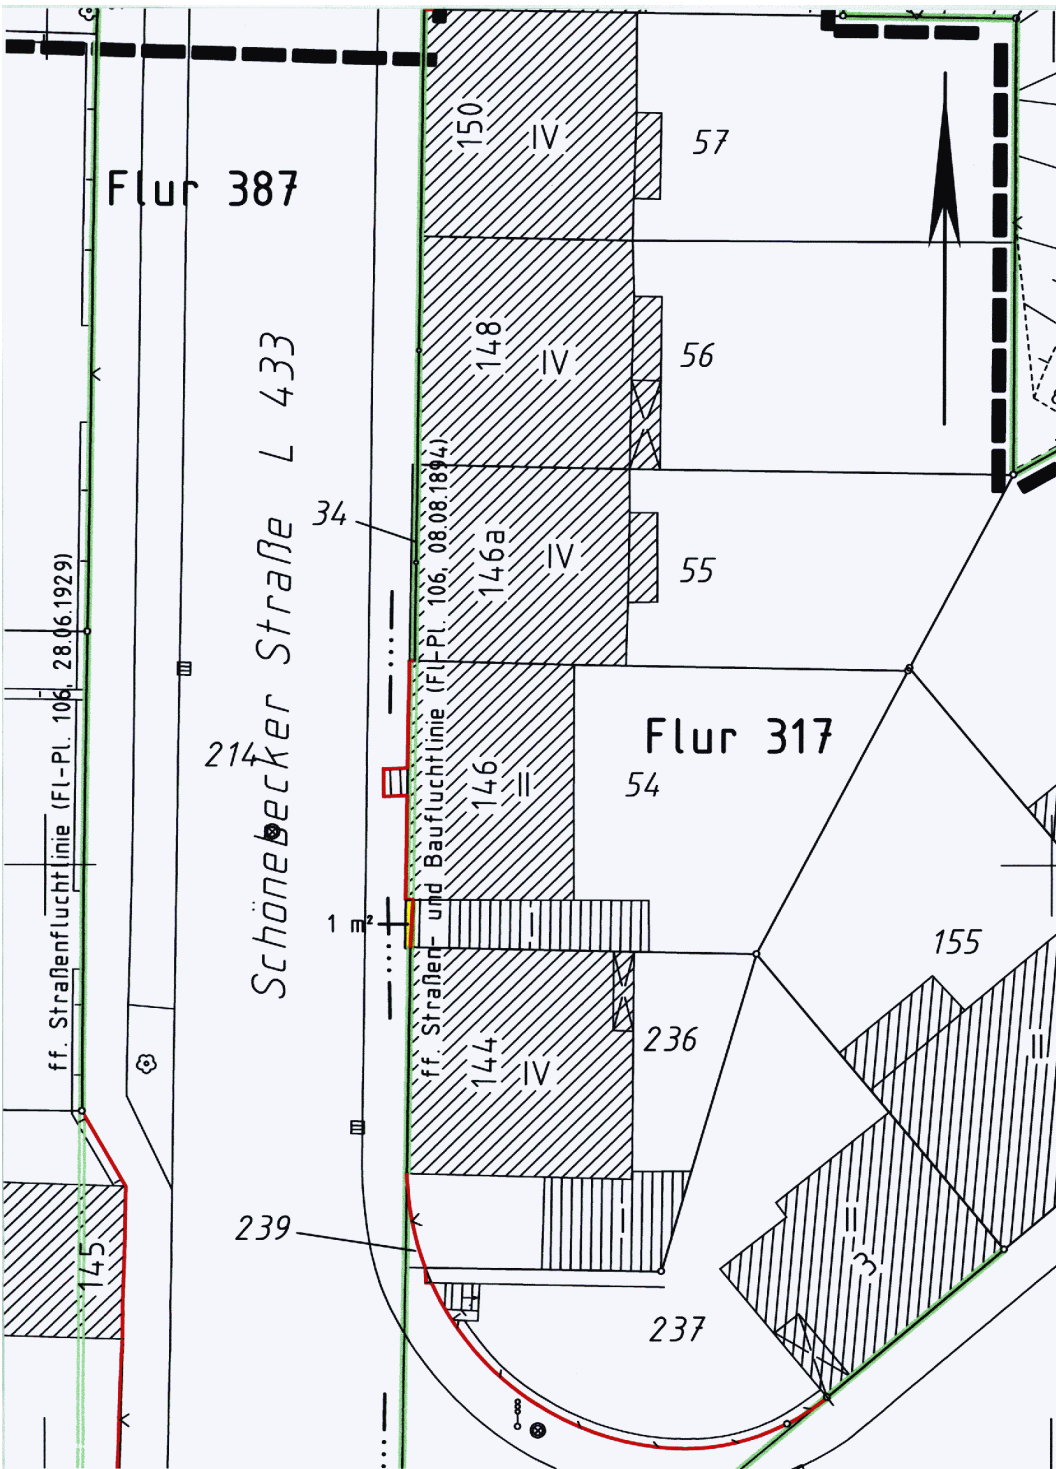 150
IV
57
Flur 387
148
IV
56
Schönebecker Straße L 433
34
146a
IV
55
ff. Straßenfluchtlinie (Fl-Pl. 106, 28.06.1929)
ff. Straßen- und Baufluchtlinie (Fl-Pl. 106, 08.08.1894)
214
Flur 317
146
II
54
1 m²
I
155
144
IV
236
II
239
I
145
II
3
237